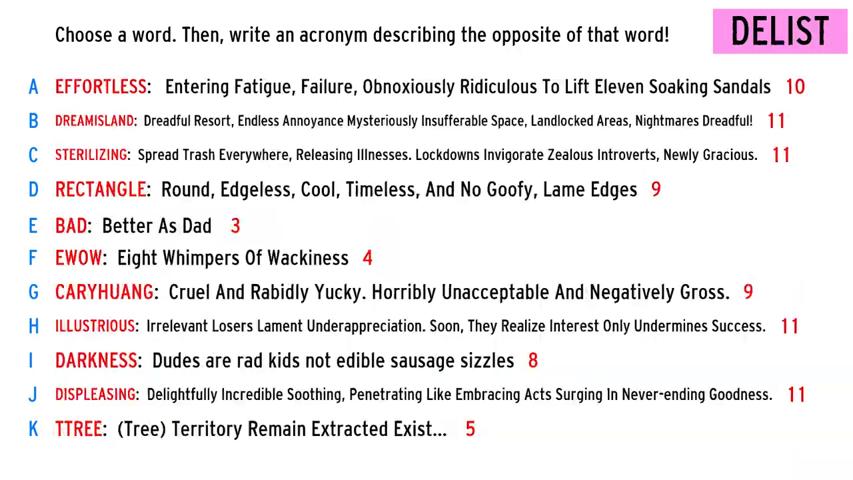 Choose a word. Then, write an acronym describing the opposite of that word!
DELIST
A EFFORTLESS: Entering Fatigue, Failure, Obnoxiously Ridiculous To Lift Eleven Soaking Sandals 10
B DREAMISLAND: Dreadful Resort, Endless Annoyance Mysteriously Insufferable Space, Landlocked Areas, Nightmares Dreadful! 11
C STERILIZING: Spread Trash Everywhere, Releasing Illnesses. Lockdowns Invigorate Zealous Introverts, Newly Gracious. 11
D RECTANGLE: Round, Edgeless, Cool, Timeless, And No Goofy, Lame Edges 9
E BAD: Better As Dad 3
F EWOW: Eight Whimpers Of Wackiness 4
G CARYHUANG: Cruel And Rabidly Yucky. Horribly Unacceptable And Negatively Gross. 9
H ILLUSTRIOUS: Irrelevant Losers Lament Underappreciation. Soon, They Realize Interest Only Undermines Success. 11
I DARKNESS: Dudes are rad kids not edible sausage sizzles 8
J DISPLEASING: Delightfully Incredible Soothing, Penetrating Like Embracing Acts Surging In Never-ending Goodness. 11
K TTREE: (Tree) Territory Remain Extracted Exist... 5